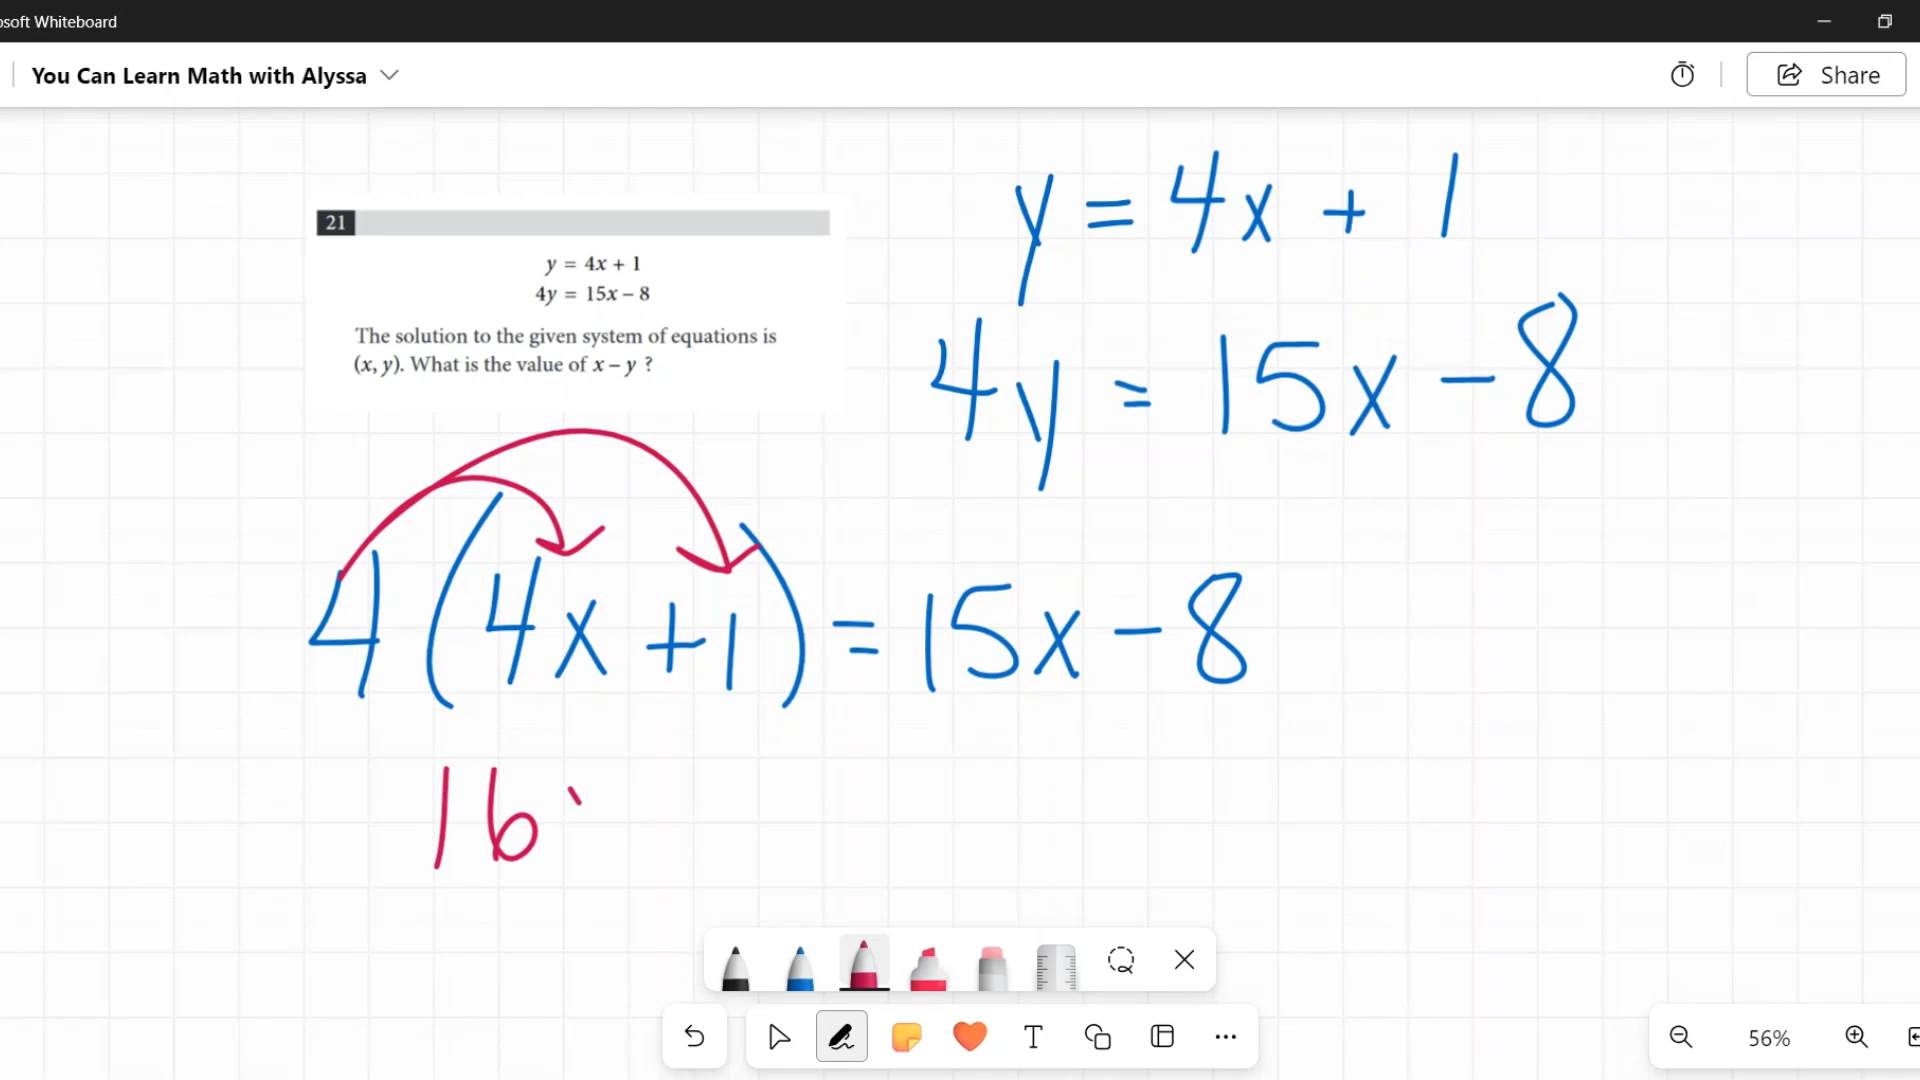 osoft Whiteboard
You Can Learn Math with Alyssa
Share
21
y = 4x + 1
4y = 15x – 8
The solution to the given system of equations is
(x, y). What is the value of x – y ?
y = 4x + 1
4y = 15x - 8
4(4x + 1) = 15x - 8
16
56%